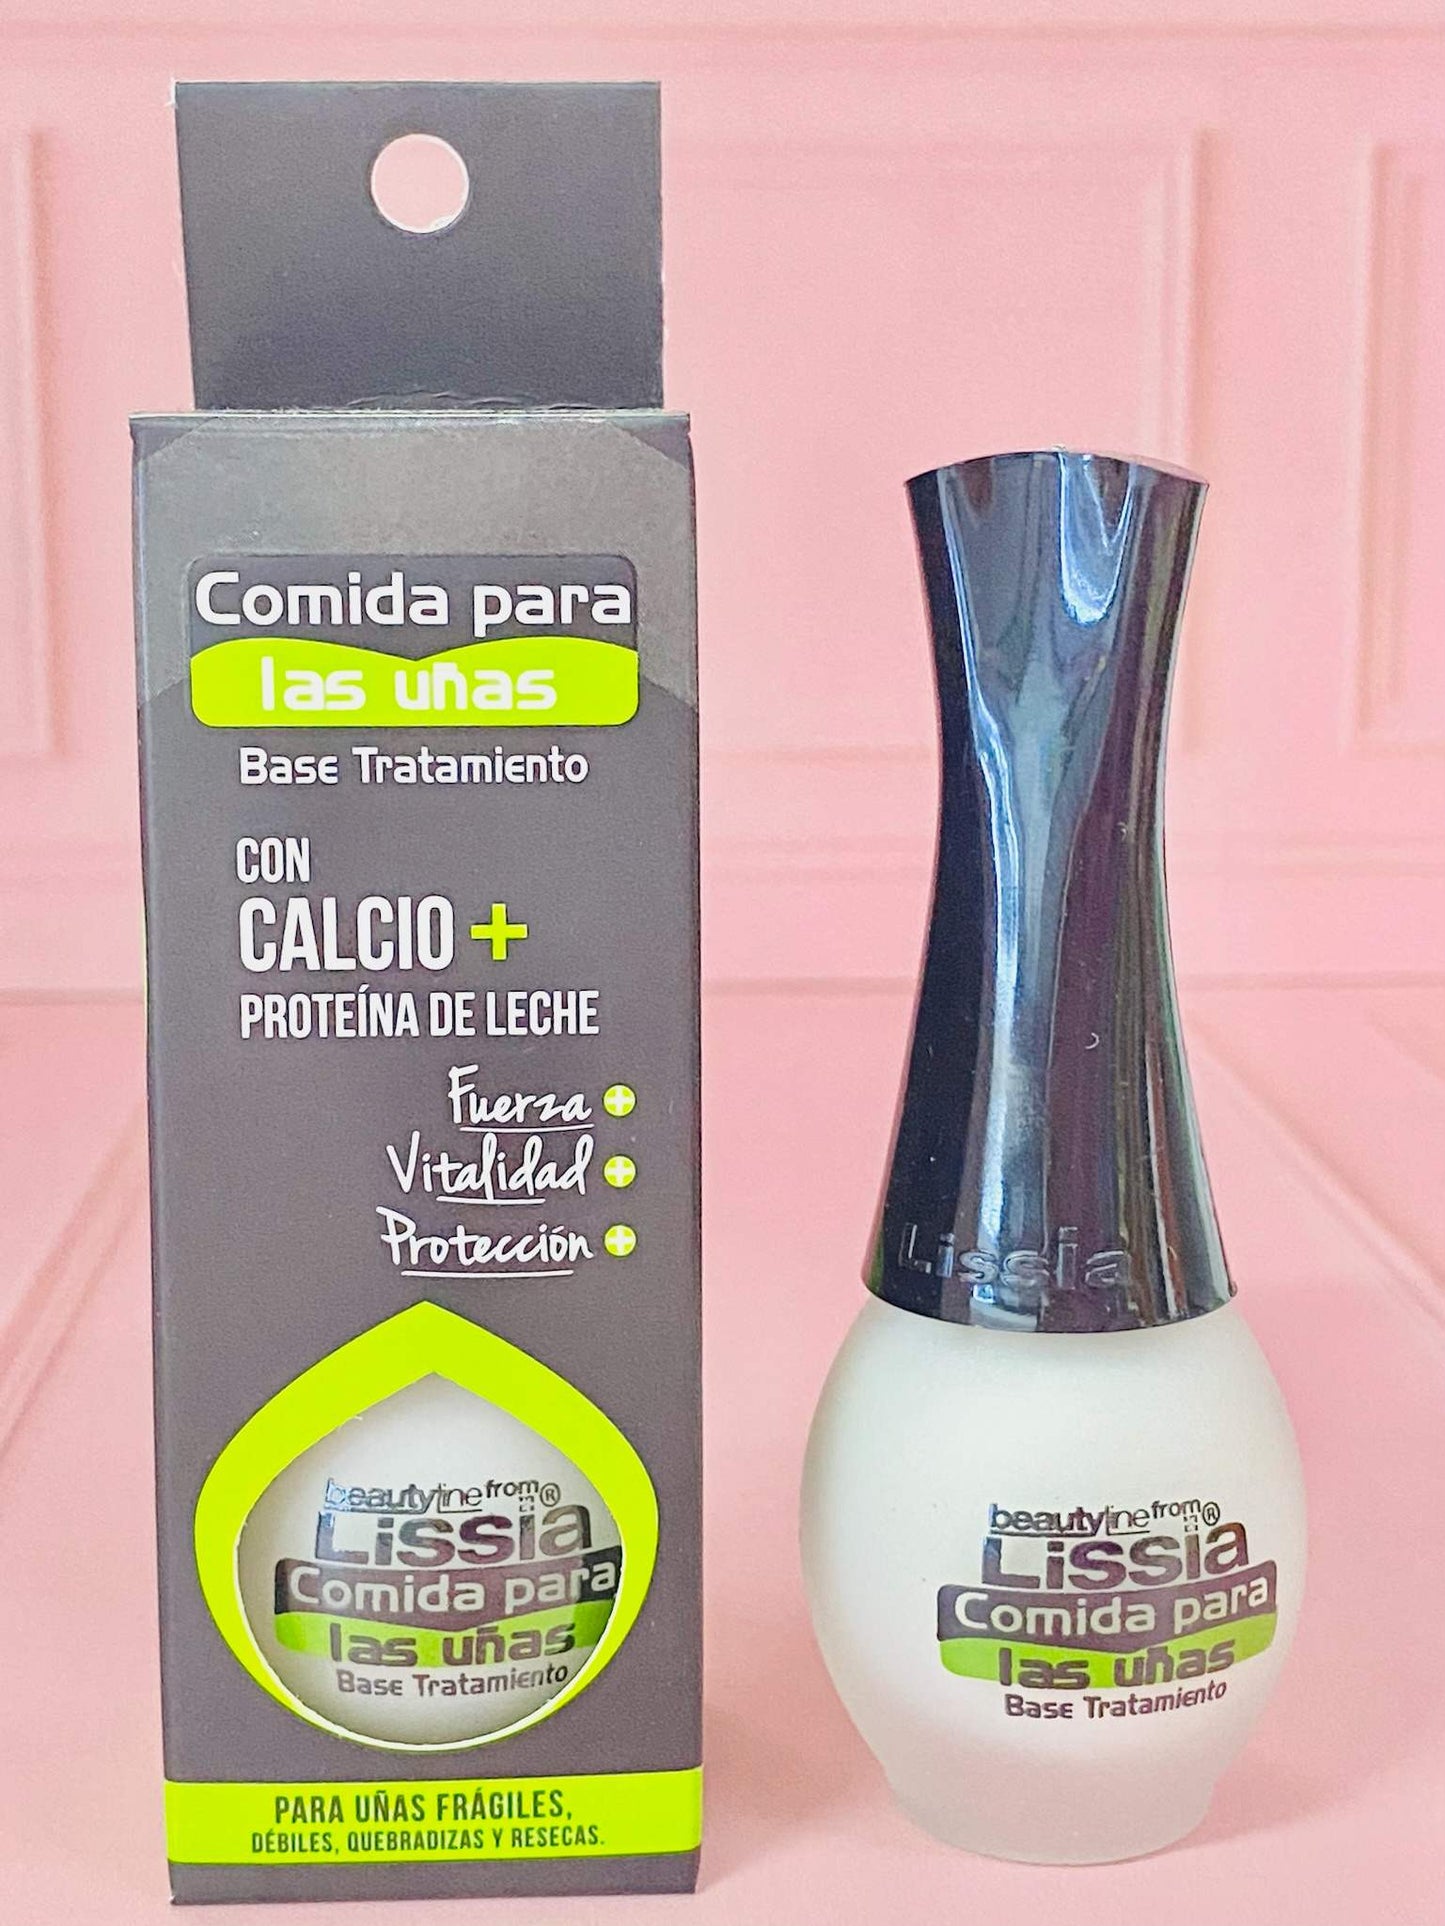 Comida para
las uñas
Base Tratamiento
CON
CALCIO +
PROTEÍNA DE LECHE
Fuerza +
Vitalidad +
Protección +
beautyline from
Lissia®
Comida para
las uñas
Base Tratamiento
PARA UÑAS FRÁGILES,
DÉBILES, QUEBRADIZAS Y RESECAS.
Lissia
beautyline from
Lissia®
Comida para
las uñas
Base Tratamiento